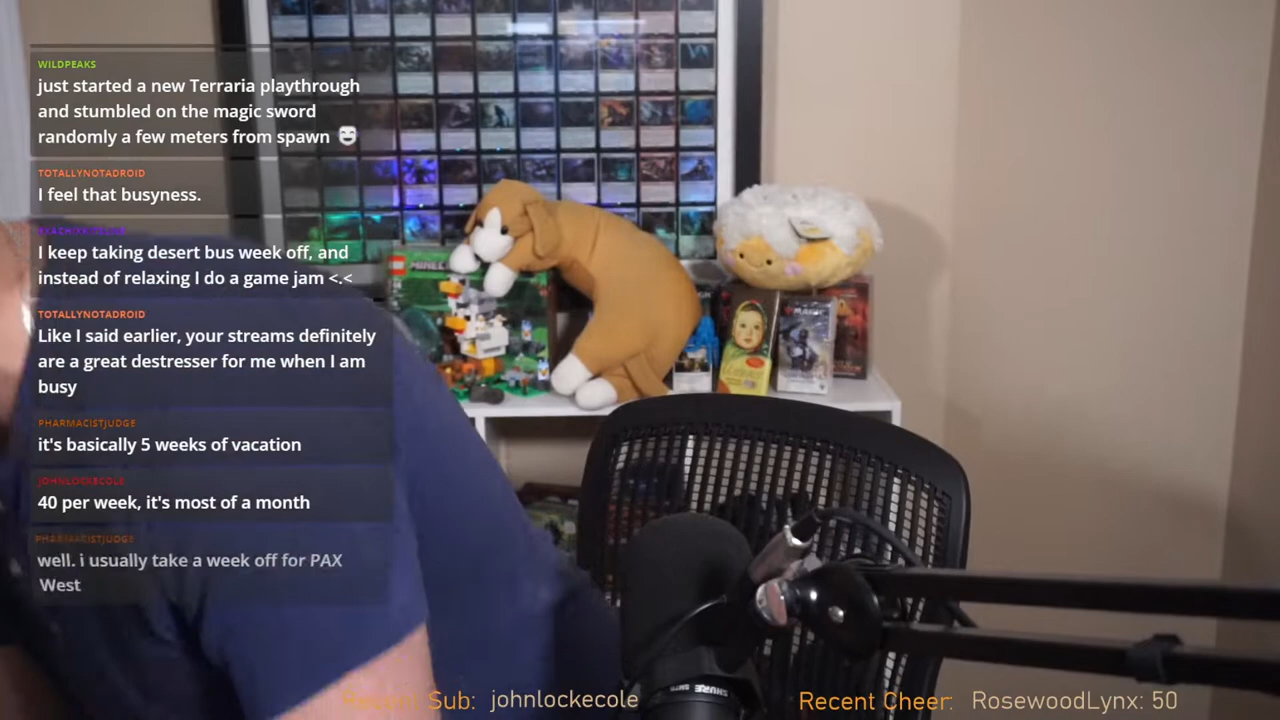 WILDPEAKS
just started a new Terraria playthrough
and stumbled on the magic sword
randomly a few meters from spawn
TOTALLYNOTADROID
I feel that busyness.
I keep taking desert bus week off, and
instead of relaxing I do a game jam <.<
TOTALLYNOTADROID
Like I said earlier, your streams definitely
are a great destresser for me when I am
busy
PHARMACISTJUDGE
it's basically 5 weeks of vacation
JOHNLOCKECOLE
40 per week, it's most of a month
PHARMACISTJUDGE
well. i usually take a week off for PAX
West
SHURE
Recent Sub: johnlockecole
Recent Cheer: RosewoodLynx: 50